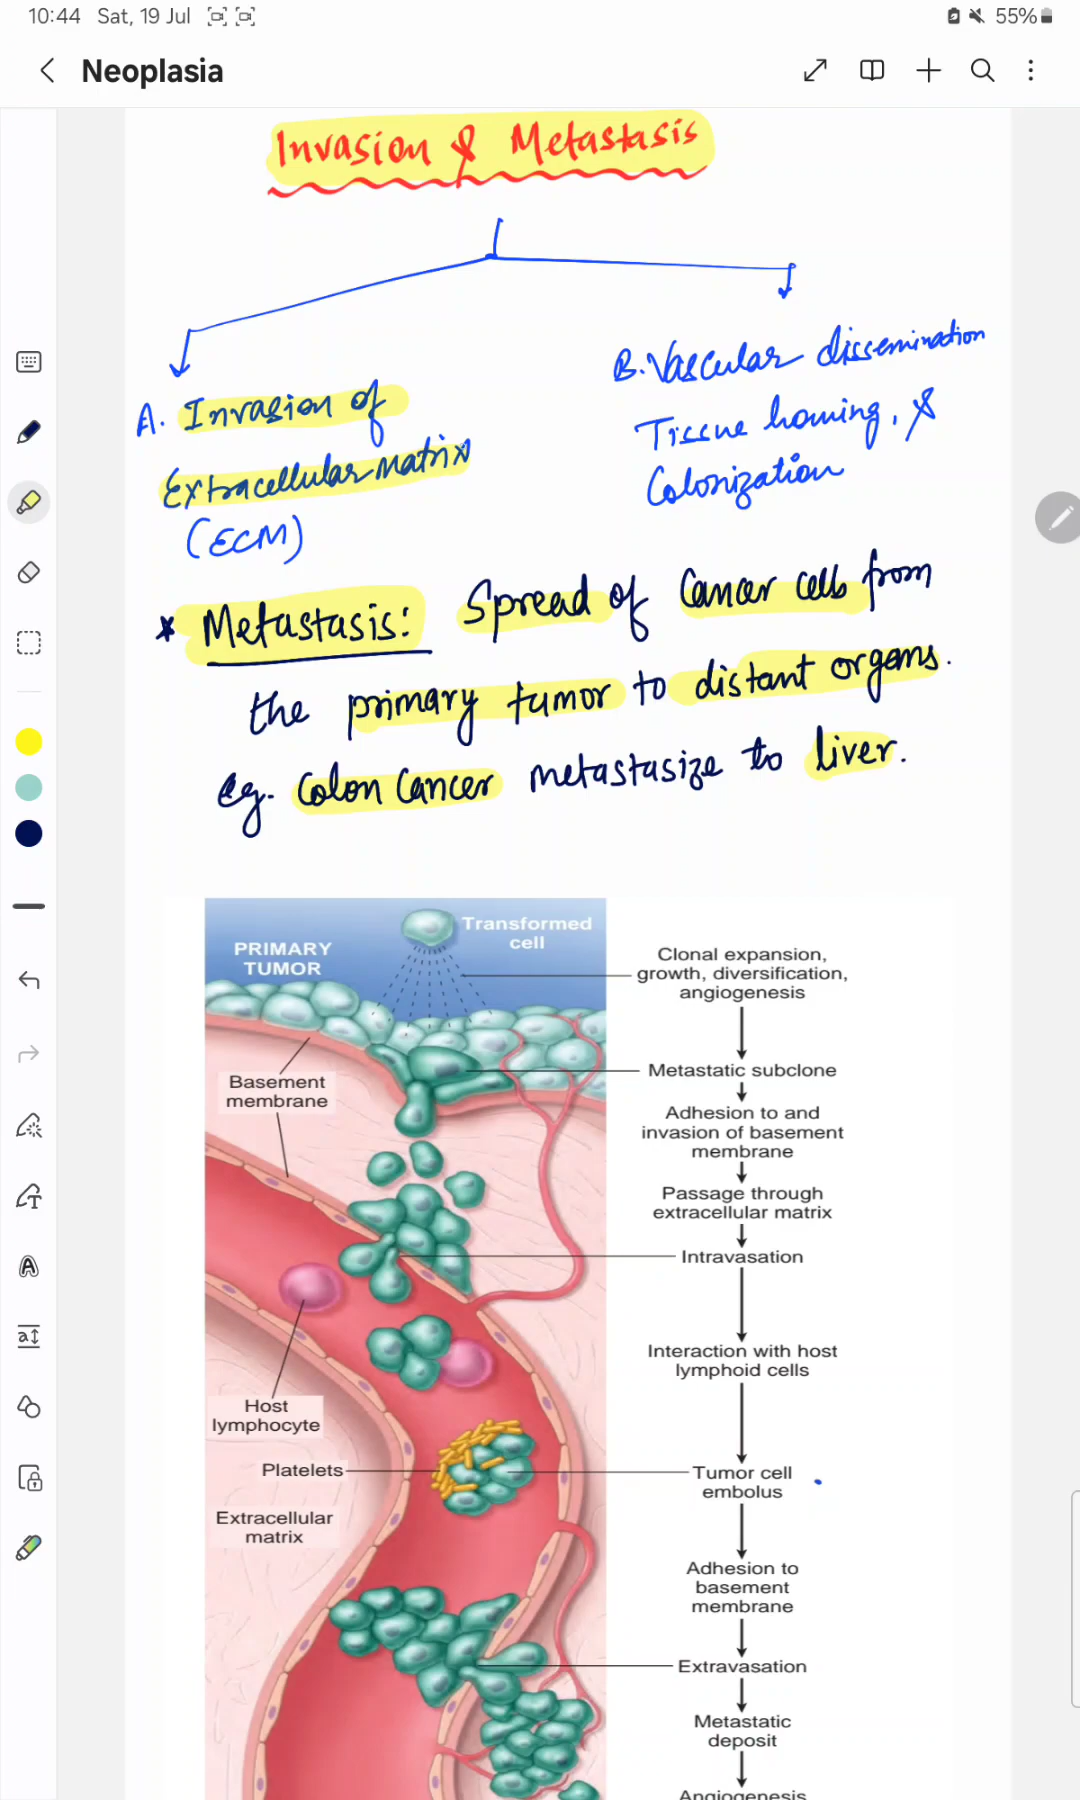 10:44 Sat, 19 Jul
55%
Neoplasia
Invasion & Metastasis
A. Invasion of
Extracellular matrix
(ECM)
B. Vascular dissemination
Tissue homing, &
Colonization
* Metastasis: Spread of Cancer cells from
the primary tumor to distant organs.
eg. Colon Cancer metastasize to liver.
PRIMARY
TUMOR
Transformed
cell
Basement
membrane
Host
lymphocyte
Platelets
Extracellular
matrix
Clonal expansion,
growth, diversification,
angiogenesis
Metastatic subclone
Adhesion to and
invasion of basement
membrane
Passage through
extracellular matrix
Intravasation
Interaction with host
lymphoid cells
Tumor cell
embolus
Adhesion to
basement
membrane
Extravasation
Metastatic
deposit
Angiogenesis